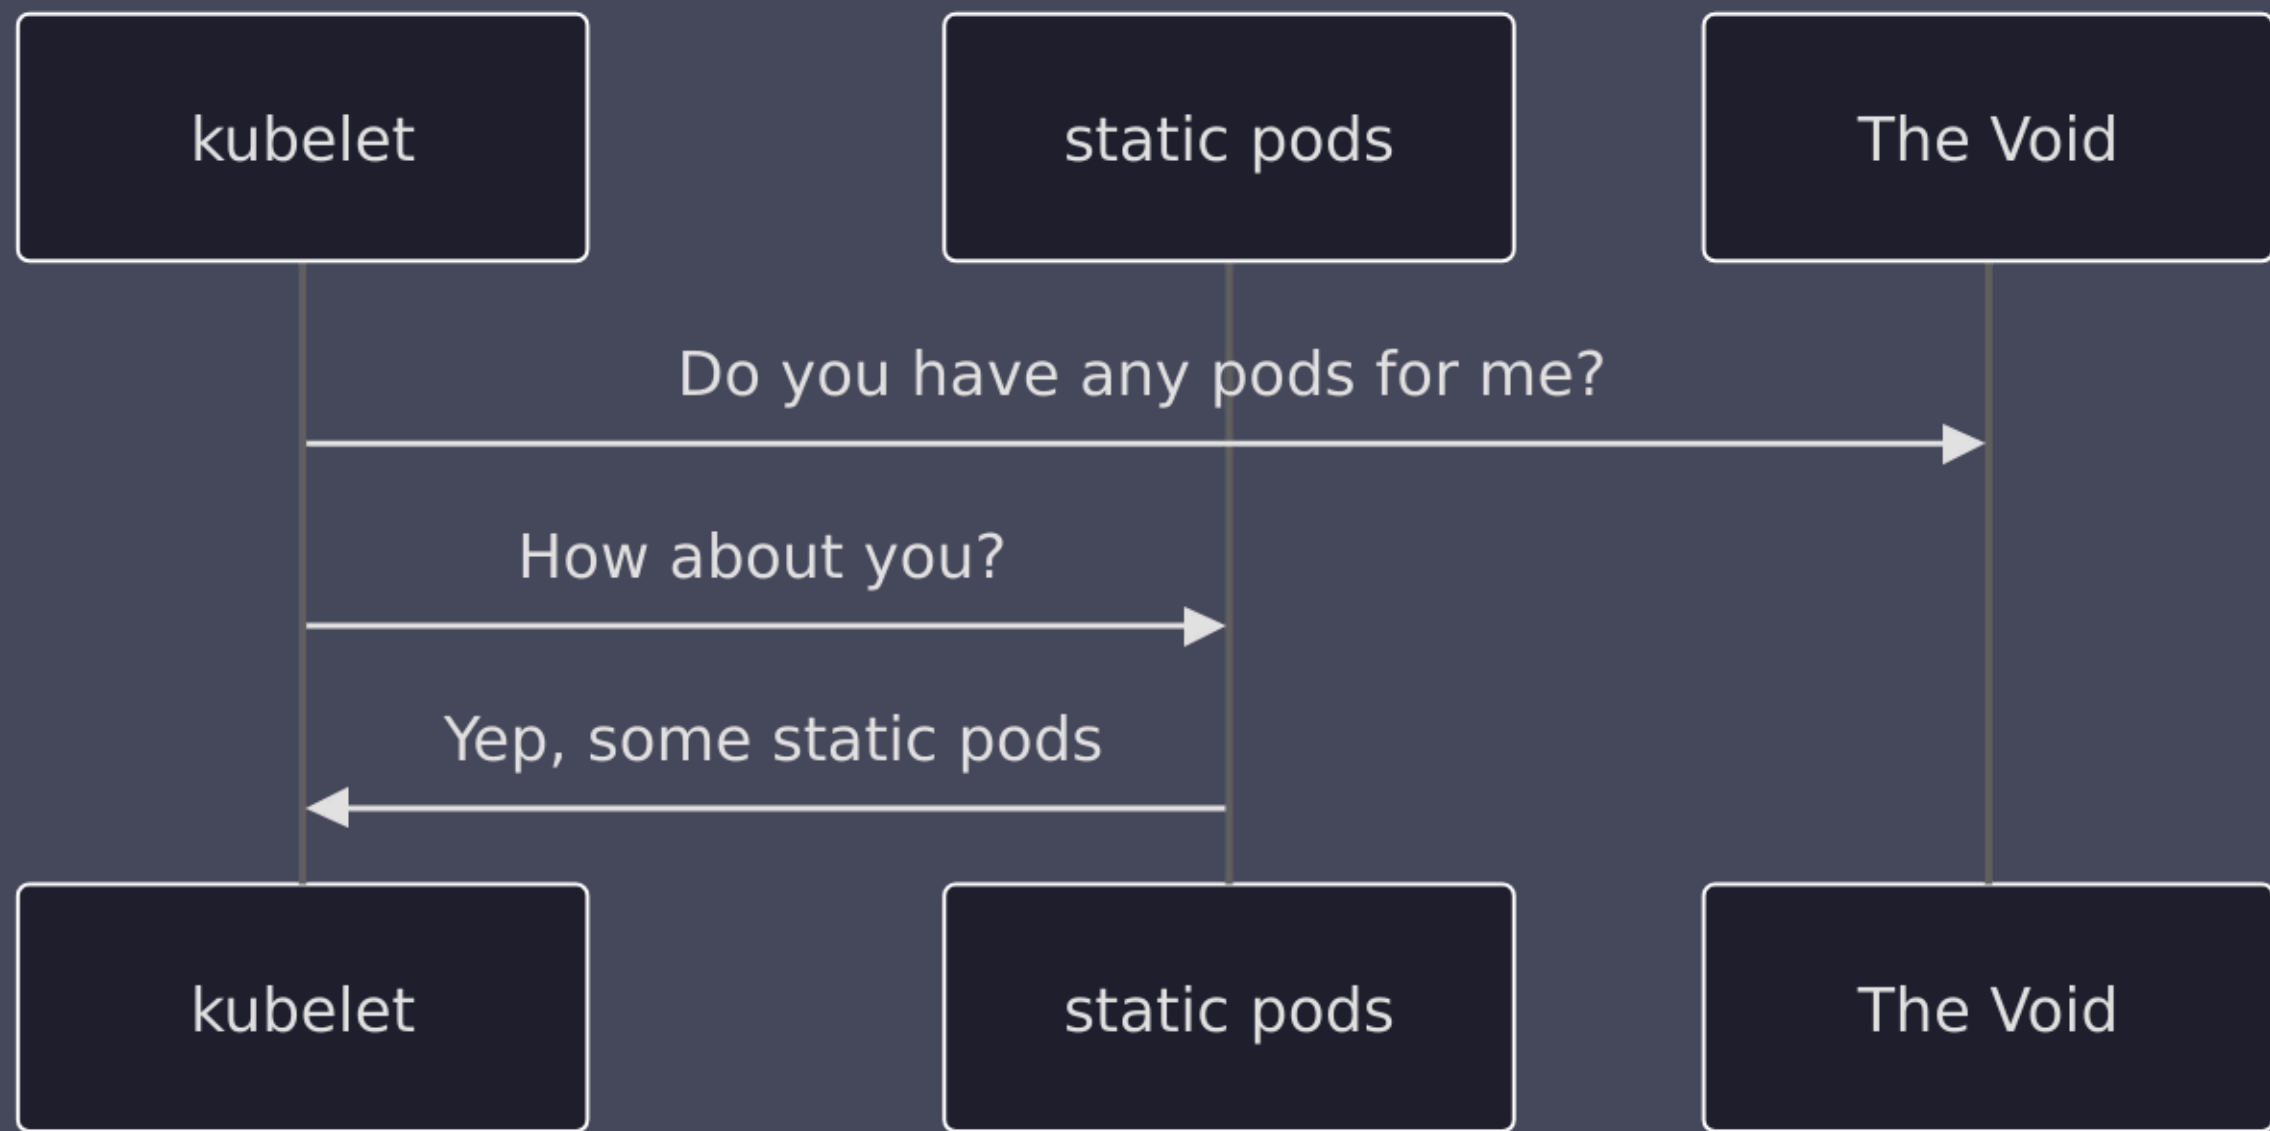 kubelet
static pods
The Void
Do you have any pods for me?
How about you?
Yep, some static pods
kubelet
static pods
The Void